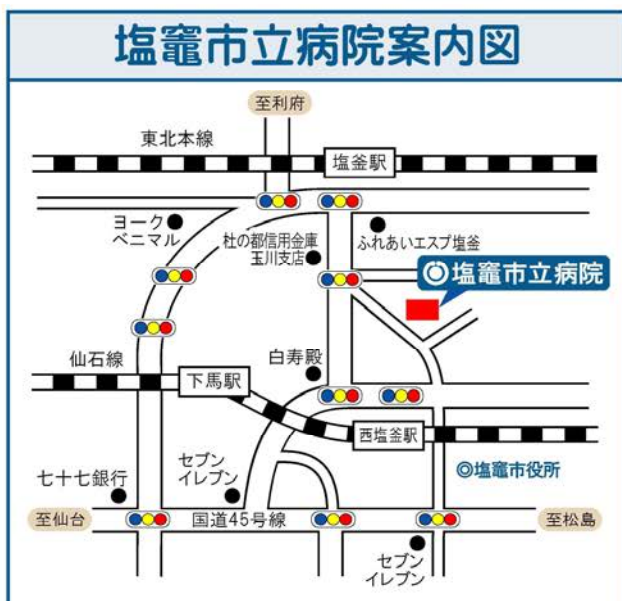 塩竈市立病院案内図
至利府
東北本線
塩釜駅
ヨーク
ベニマル
杜の都信用金庫
玉川支店
ふれあいエスプ塩釜
塩竈市立病院
仙石線
下馬駅
白寿殿
西塩釜駅
七十七銀行
セブン
イレブン
◎塩竈市役所
至仙台
国道45号線
至松島
セブン
イレブン